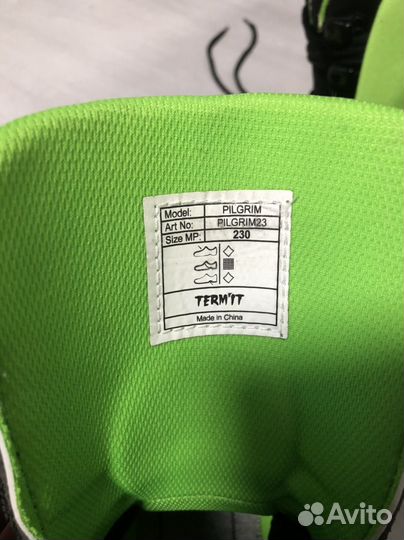 Model: PILGRIM
Art No: PILGRIM23
Size MP: 230
TERM'IT
Made in China
Avito